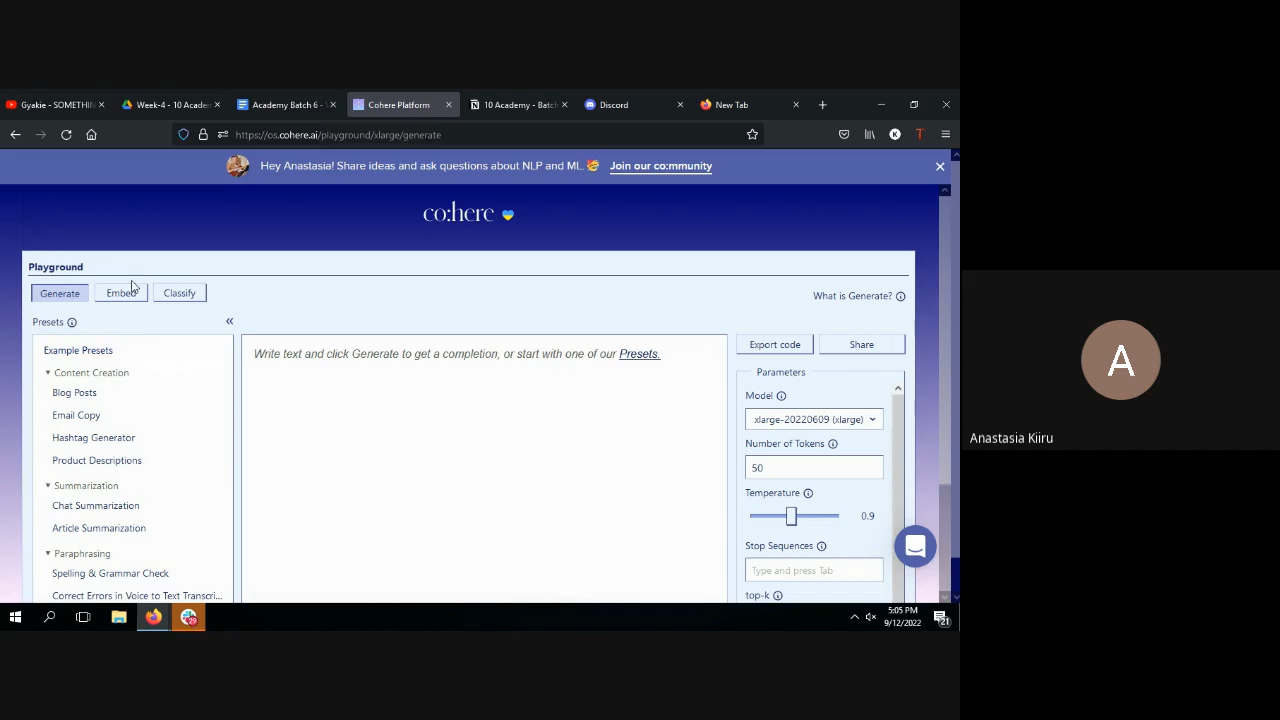 Gyakie - SOMETHIN
Week-4 - 10 Academ
Academy Batch 6 -
Cohere Platform
10 Academy - Batch
Discord
New Tab
https://os.cohere.ai/playground/xlarge/generate
Hey Anastasia! Share ideas and ask questions about NLP and ML. Join our co:mmunity
co:here
Playground
Generate
Embed
Classify
What is Generate?
Presets
Example Presets
Content Creation
Blog Posts
Email Copy
Hashtag Generator
Product Descriptions
Summarization
Chat Summarization
Article Summarization
Paraphrasing
Spelling & Grammar Check
Correct Errors in Voice to Text Transcri...
Write text and click Generate to get a completion, or start with one of our Presets.
Export code
Share
Parameters
Model
xlarge-20220609 (xlarge)
Number of Tokens
50
Temperature
0.9
Stop Sequences
Type and press Tab
top-k
A
Anastasia Kiiru
5:05 PM
9/12/2022
21